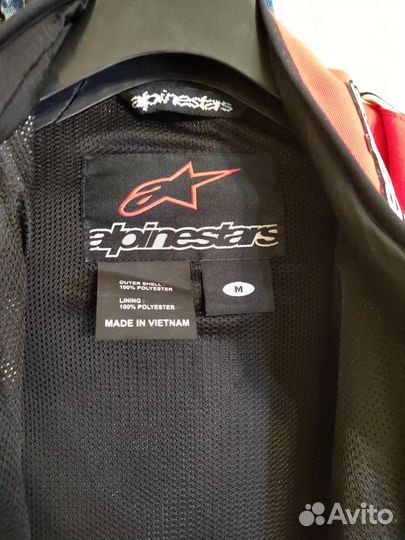 alpinestars
alpinestars
OUTER SHELL :
100% POLYESTER
LINING :
100% POLYESTER
MADE IN VIETNAM
M
Avito